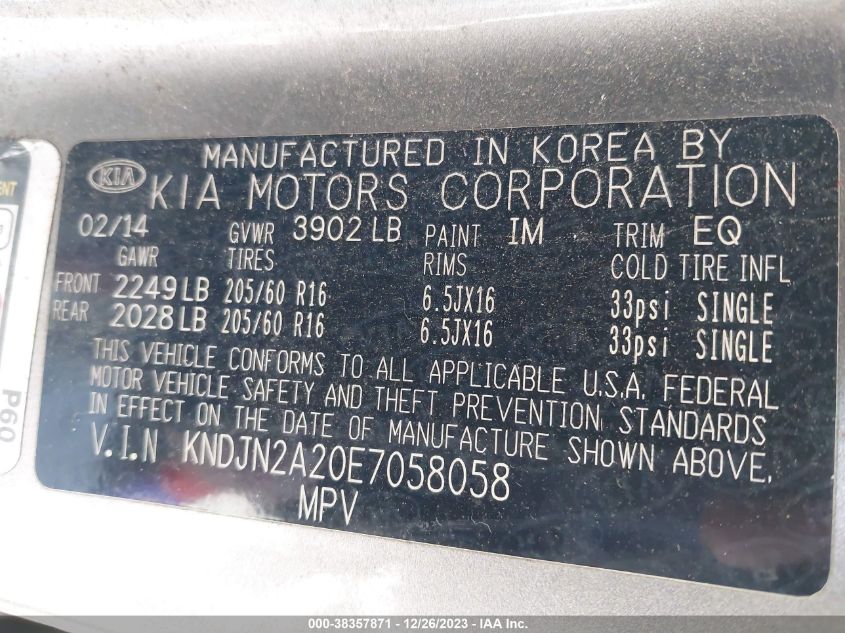 MANUFACTURED IN KOREA BY
KIA KIA MOTORS CORPORATION
02/14 GVWR 3902 LB PAINT IM TRIM EQ
GAWR TIRES RIMS COLD TIRE INFL
FRONT 2249 LB 205/60 R16 6.5JX16 33psi SINGLE
REAR 2028 LB 205/60 R16 6.5JX16 33psi SINGLE
THIS VEHICLE CONFORMS TO ALL APPLICABLE U.S.A. FEDERAL
MOTOR VEHICLE SAFETY AND THEFT PREVENTION STANDARDS
IN EFFECT ON THE DATE OF MANUFACTURE SHOWN ABOVE.
V.I.N KNDJN2A20E7058058
MPV
P60
000-38357871 - 12/26/2023 - IAA Inc.